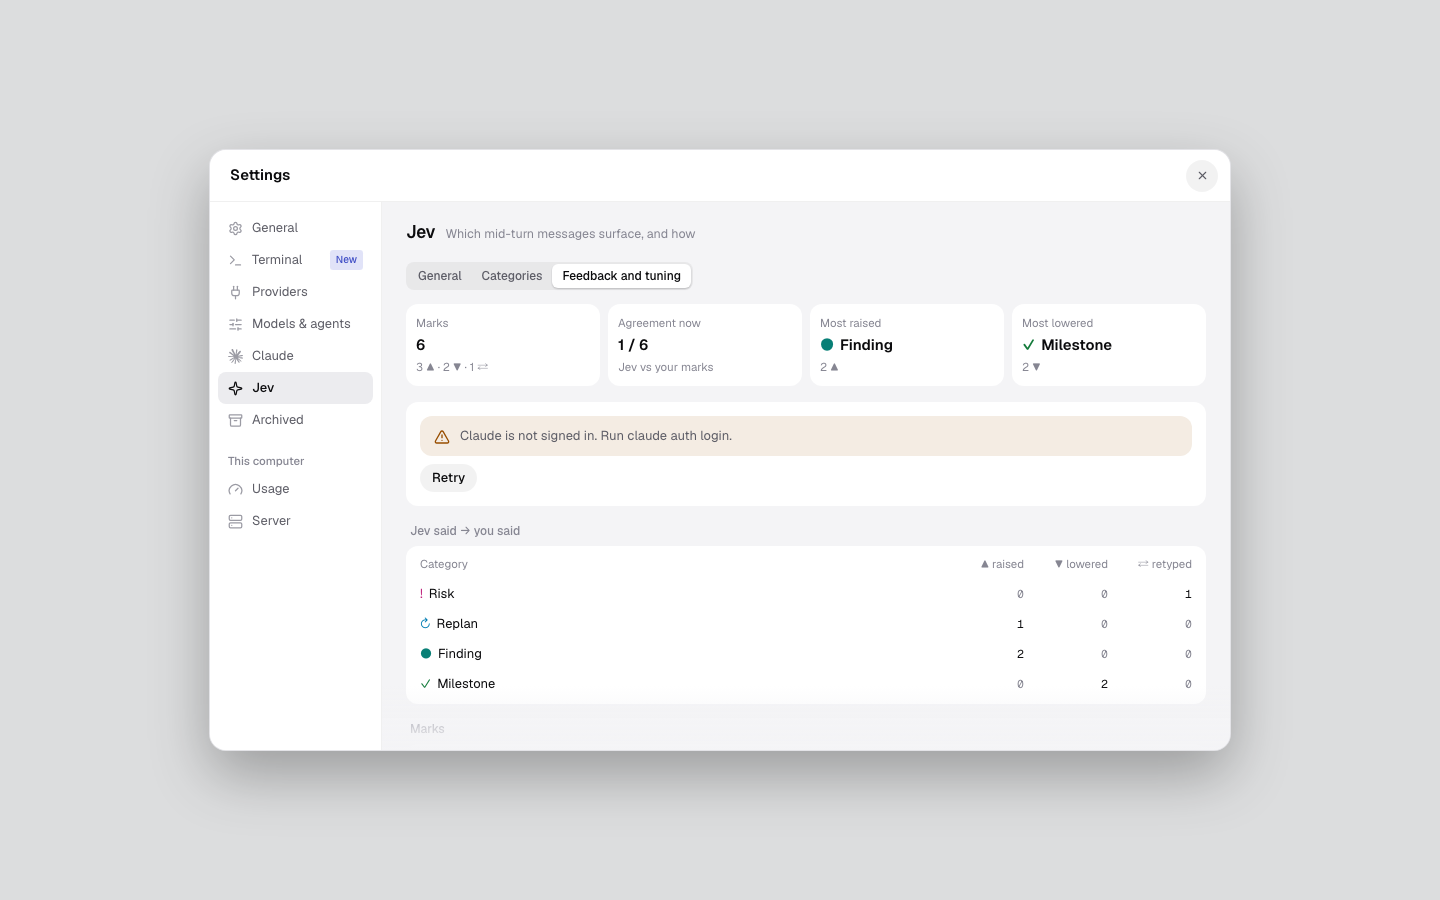 Settings
General
Terminal New
Providers
Models & agents
Claude
Jev
Archived
This computer
Usage
Server
Jev Which mid-turn messages surface, and how
General Categories Feedback and tuning
Marks
6
3 ▲ · 2 ▼ · 1 ⇄
Agreement now
1 / 6
Jev vs your marks
Most raised
Finding
2 ▲
Most lowered
✓ Milestone
2 ▼
Claude is not signed in. Run claude auth login.
Retry
Jev said → you said
Category ▲ raised ▼ lowered ⇄ retyped
! Risk 0 0 1
↻ Replan 1 0 0
● Finding 2 0 0
✓ Milestone 0 2 0
Marks